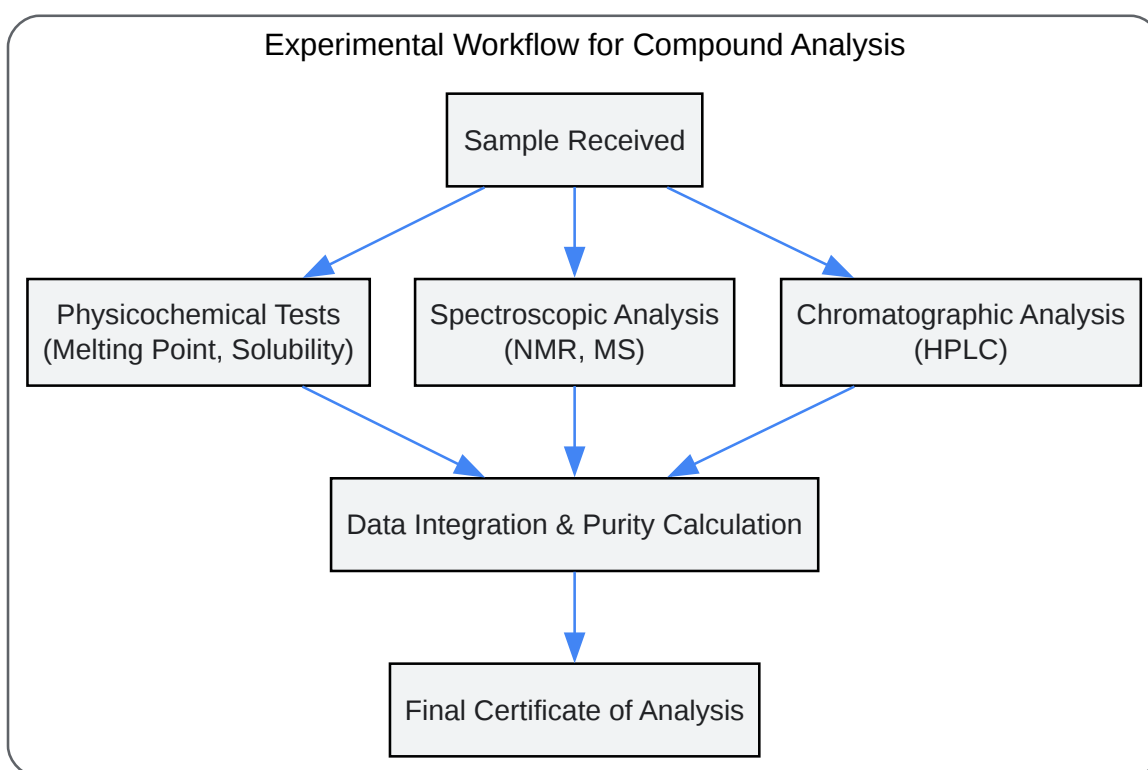 Experimental Workflow for Compound Analysis
Sample Received
Physicochemical Tests
(Melting Point, Solubility)
Spectroscopic Analysis
(NMR, MS)
Chromatographic Analysis
(HPLC)
Data Integration & Purity Calculation
Final Certificate of Analysis